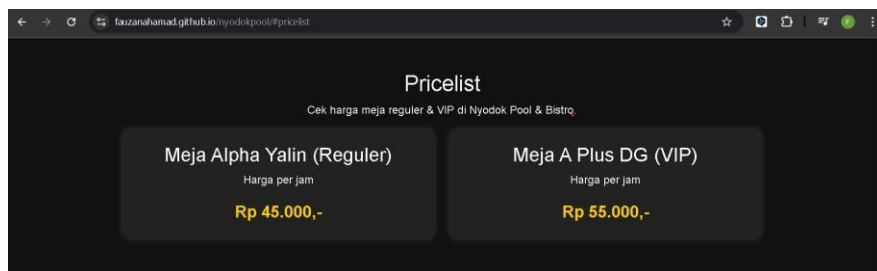 fauzanahamad.github.io/nyodokpool/#pricelist
Pricelist
Cek harga meja reguler & VIP di Nyodok Pool & Bistro.
Meja Alpha Yalin (Reguler)
Harga per jam
Rp 45.000,-
Meja A Plus DG (VIP)
Harga per jam
Rp 55.000,-